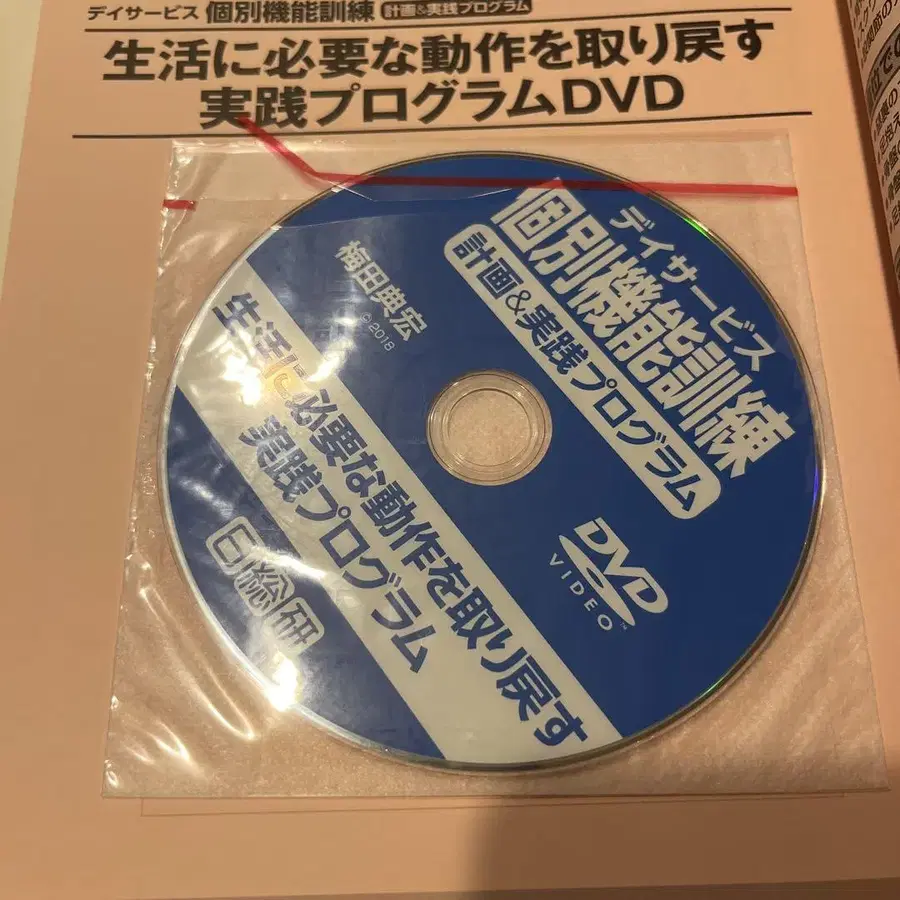 デイサービス 個別機能訓練 計画&実践プログラム
生活に必要な動作を取り戻す
実践プログラムDVD
デイサービス
個別機能訓練
計画&実践プログラム
梅田典宏
©2018
生活に必要な動作を取り戻す
実践プログラム
DVD
VIDEO™
日総研